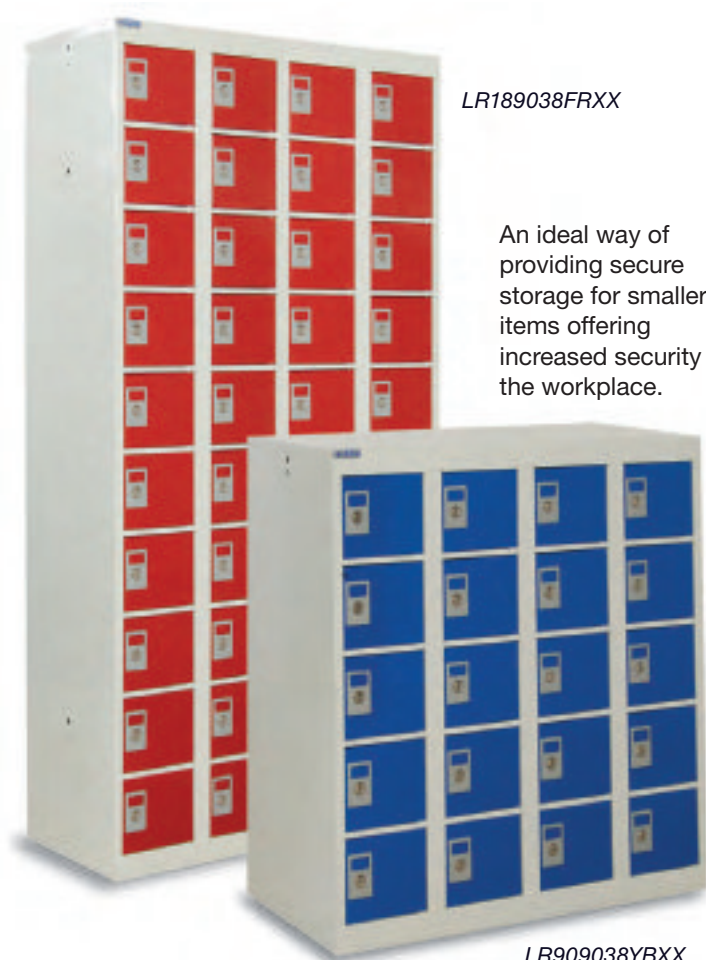 LR189038FRXX
An ideal way of
providing secure
storage for smaller
items offering
increased security
the workplace.
LR909038YBXX